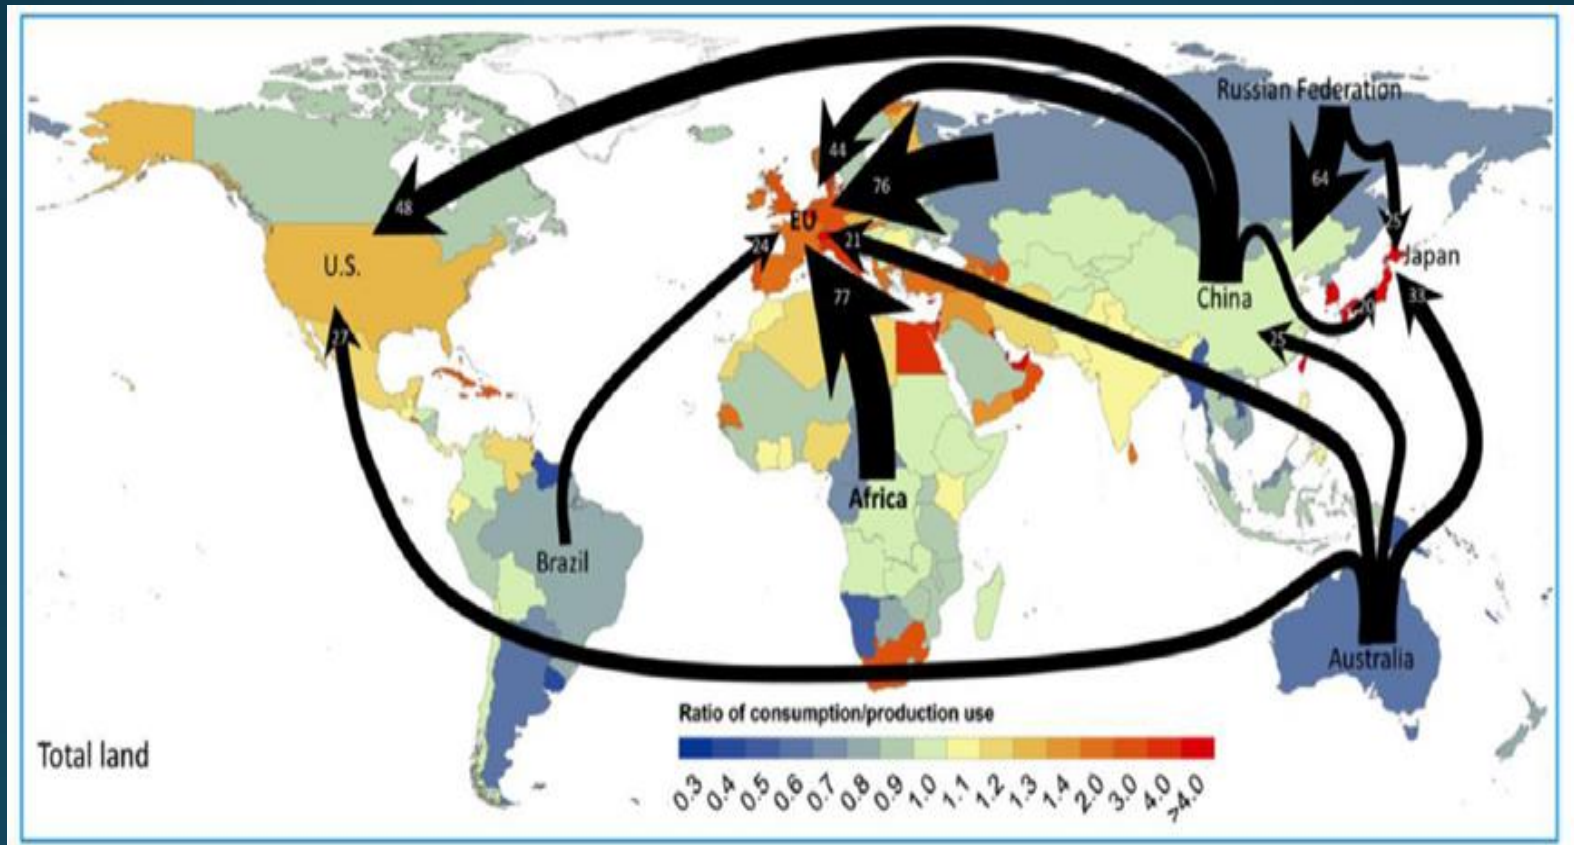 Russian Federation
44
76
64
48
25
EU
24
21
U.S.
Japan
77
China
33
20
27
25
Africa
Brazil
Australia
Ratio of consumption/production use
Total land
0.3 0.4 0.5 0.6 0.7 0.8 0.9 1.0 1.1 1.2 1.3 1.4 2.0 3.0 4.0 >4.0